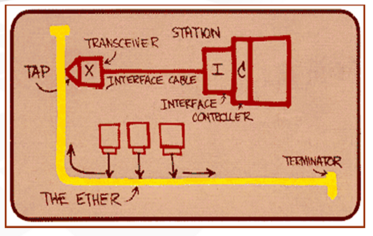 STATION
TRANSCEIVER
TAP
X
I
C
INTERFACE CABLE
INTERFACE
CONTROLLER
TERMINATOR
THE ETHER